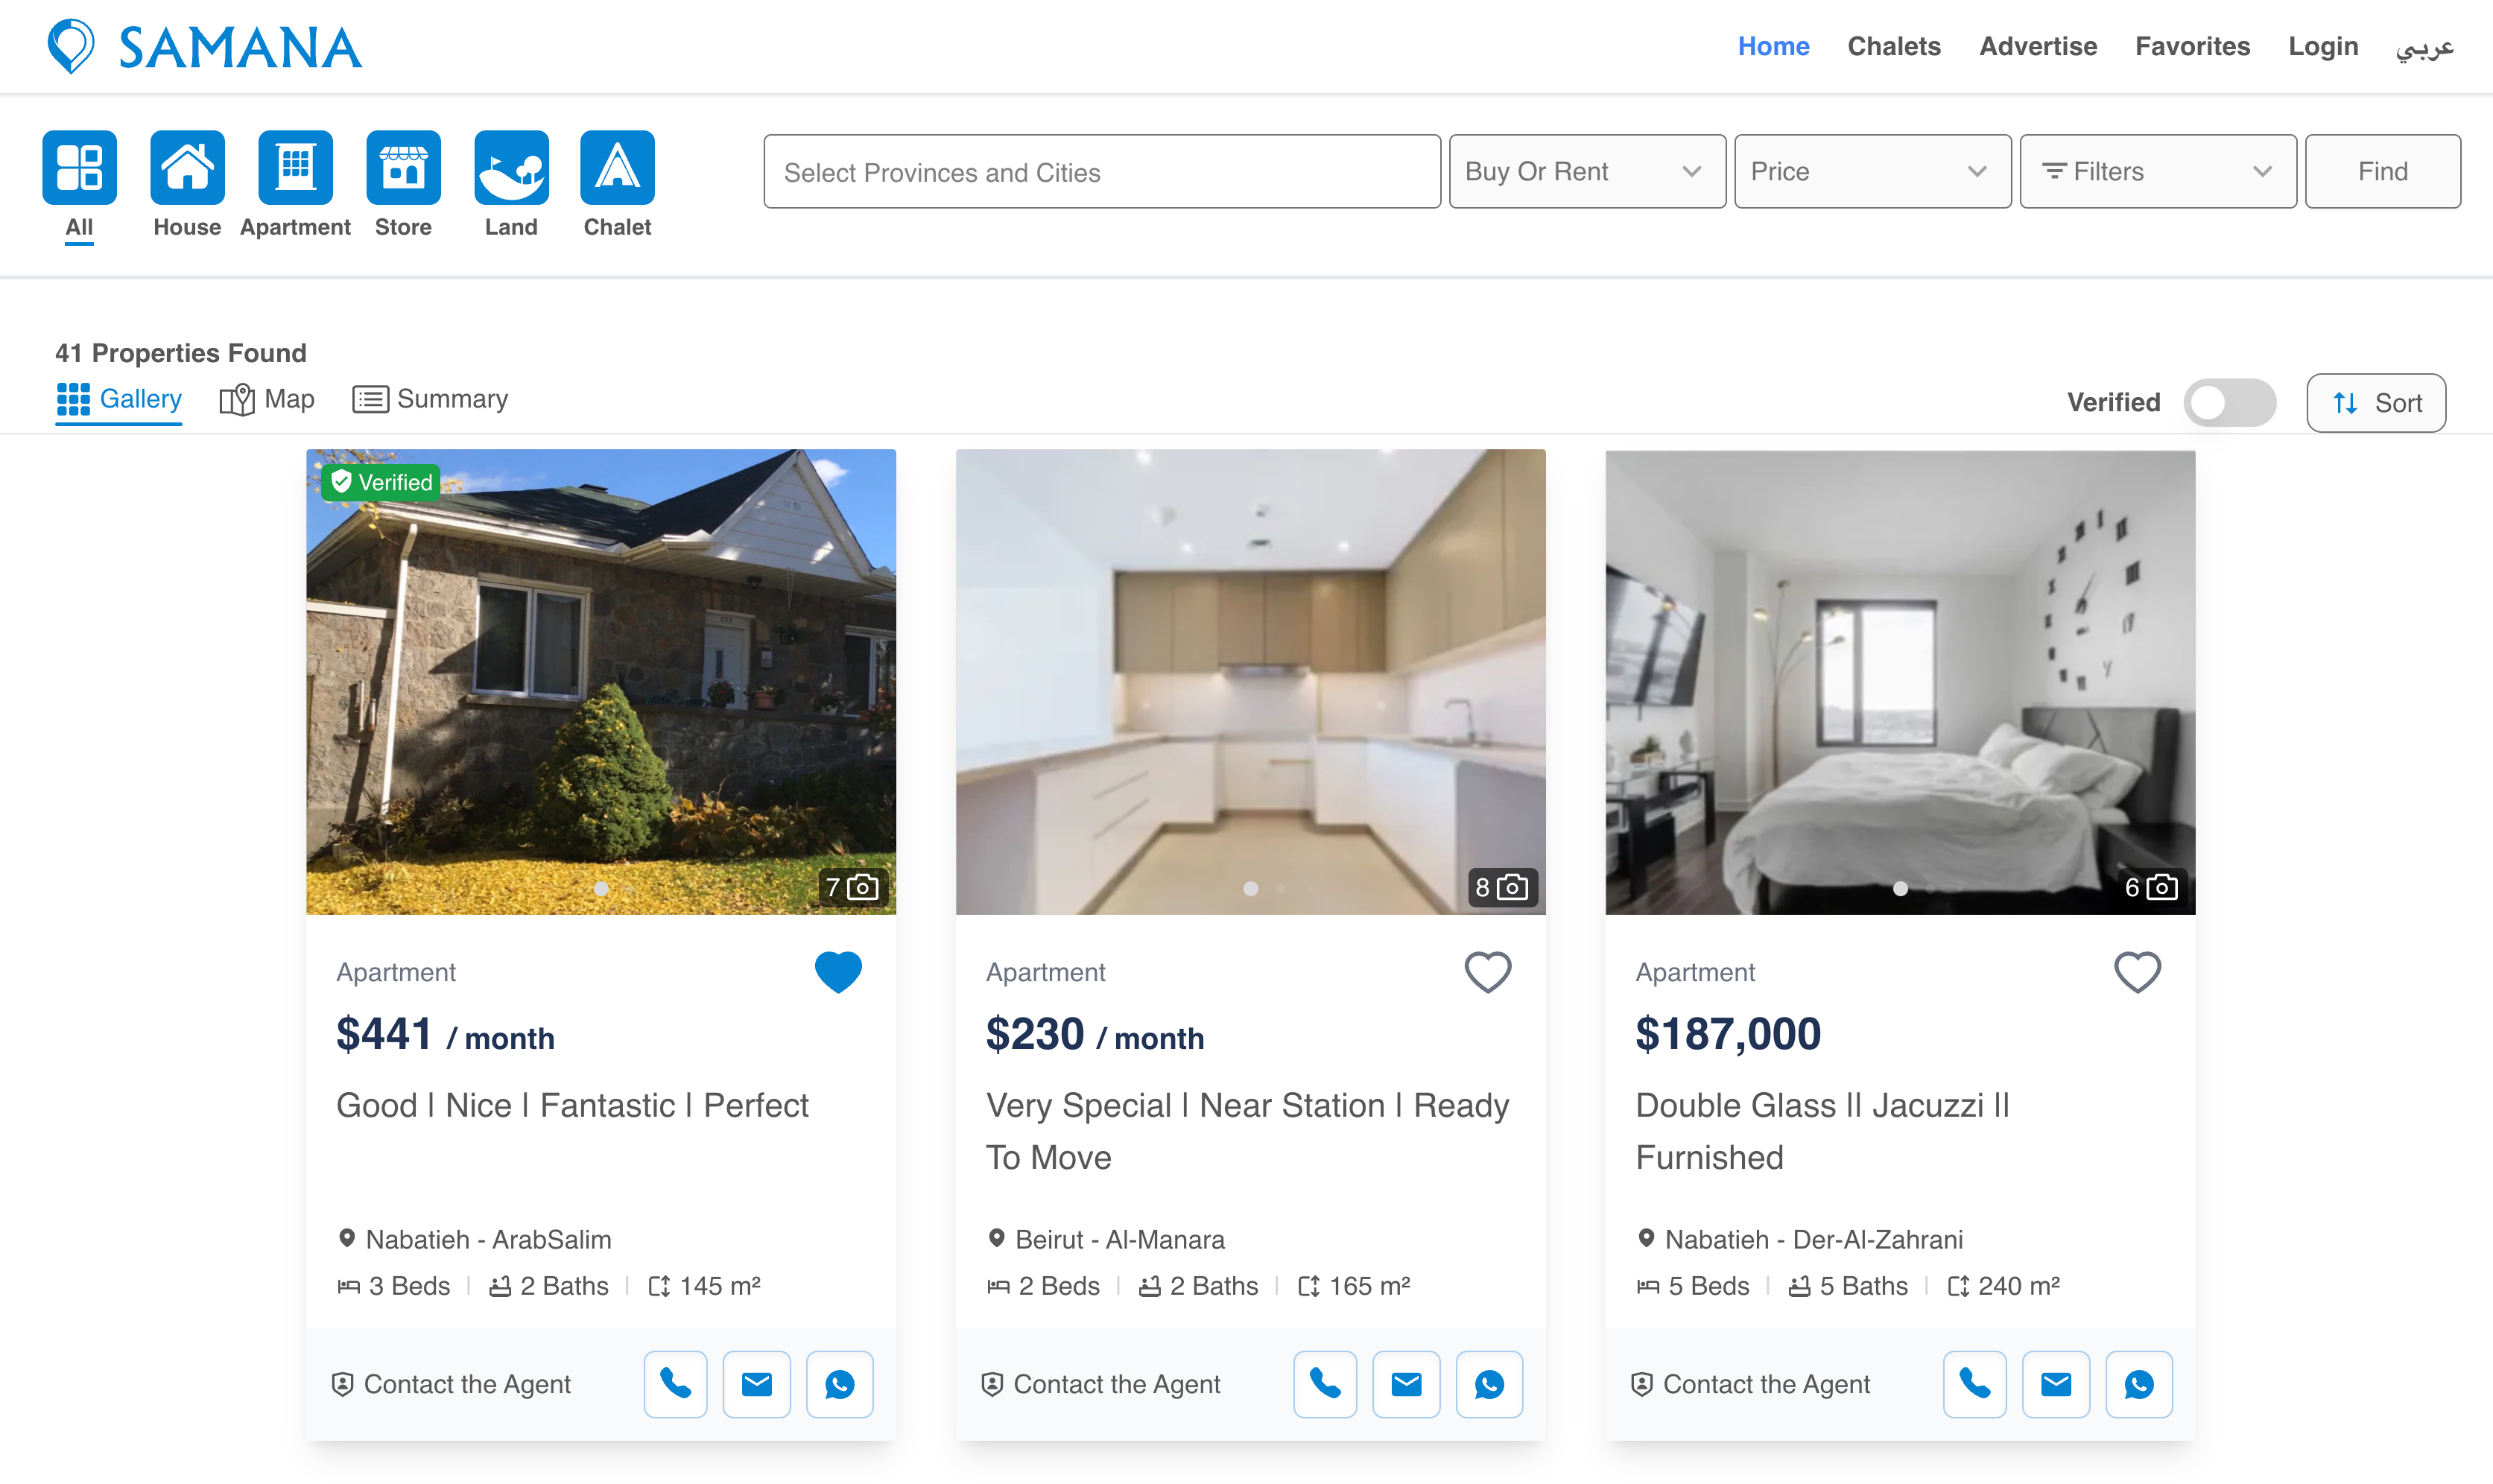 SAMANA
Home Chalets Advertise Favorites Login عربي
All House Apartment Store Land Chalet
Select Provinces and Cities
Buy Or Rent
Price
Filters
Find
41 Properties Found
Gallery Map Summary
Verified
Sort
Verified
7
Apartment
$441 / month
Good | Nice | Fantastic | Perfect
Nabatieh - ArabSalim
3 Beds | 2 Baths | 145 m²
Contact the Agent
8
Apartment
$230 / month
Very Special | Near Station | Ready
To Move
Beirut - Al-Manara
2 Beds | 2 Baths | 165 m²
Contact the Agent
6
Apartment
$187,000
Double Glass || Jacuzzi ||
Furnished
Nabatieh - Der-Al-Zahrani
5 Beds | 5 Baths | 240 m²
Contact the Agent